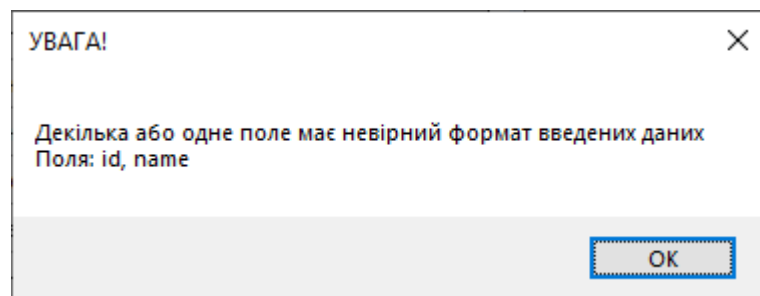 УВАГА!
Декілька або одне поле має невірний формат введених даних
Поля: id, name
OK